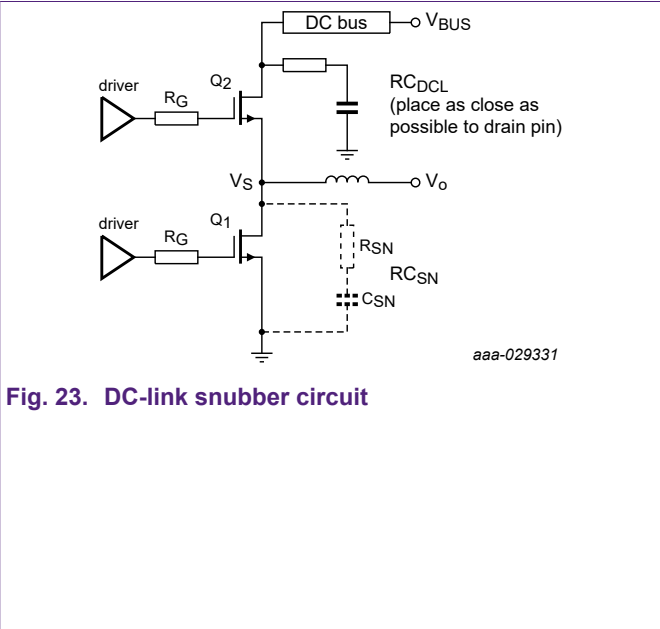 DC bus
VBUS
Q2
driver
RG
RCDCL
(place as close as
possible to drain pin)
VS
Vo
Q1
driver
RG
RSN
RCSN
CSN
aaa-029331
Fig. 23. DC-link snubber circuit